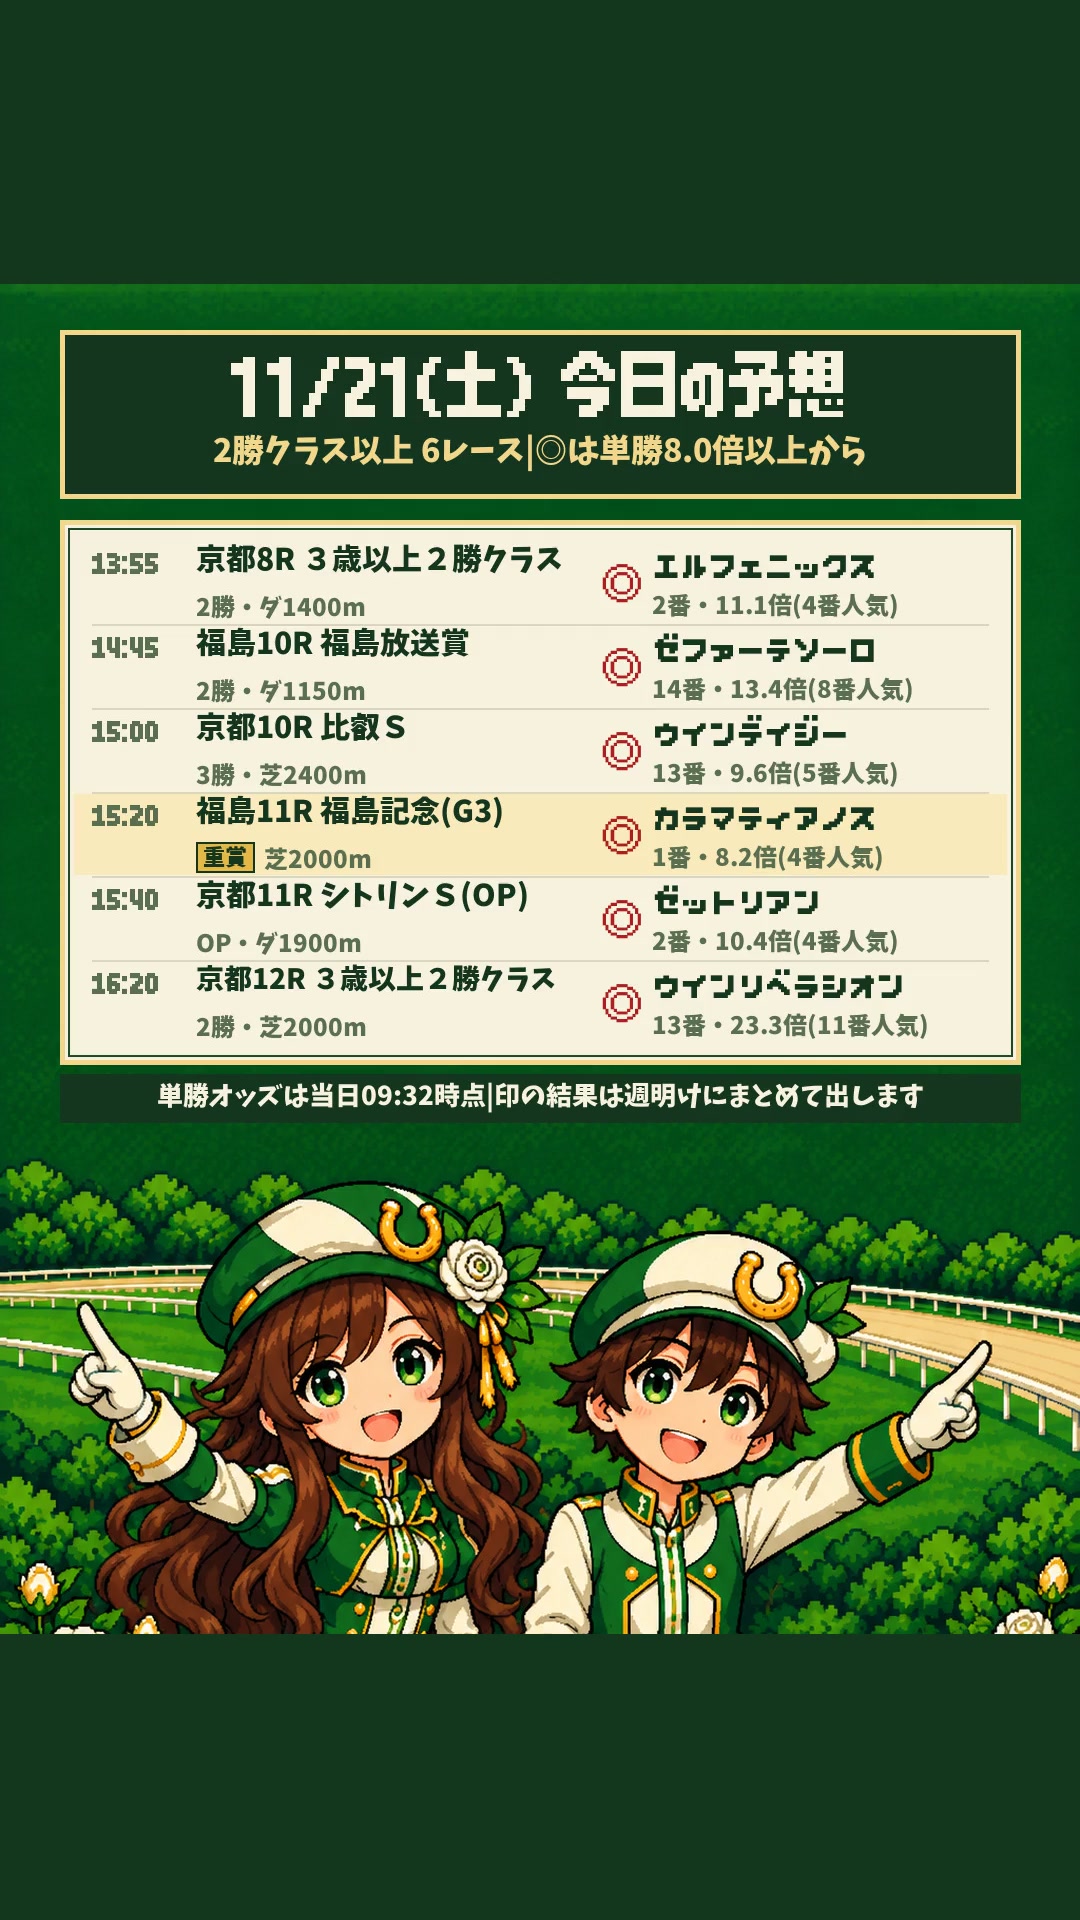 11/21(土) 今日の予想
2勝クラス以上 6レース|◎は単勝8.0倍以上から
13:55 京都8R 3歳以上2勝クラス ◎ エルフェニックス
2勝・ダ1400m 2番・11.1倍(4番人気)
14:45 福島10R 福島放送賞 ◎ ゼファーテソーロ
2勝・ダ1150m 14番・13.4倍(8番人気)
15:00 京都10R 比叡S ◎ ウインデイジー
3勝・芝2400m 13番・9.6倍(5番人気)
15:20 福島11R 福島記念(G3) ◎ カラマティアノス
重賞 芝2000m 1番・8.2倍(4番人気)
15:40 京都11R シトリンS(OP) ◎ ゼットリアン
OP・ダ1900m 2番・10.4倍(4番人気)
16:20 京都12R 3歳以上2勝クラス ◎ ウインリベラシオン
2勝・芝2000m 13番・23.3倍(11番人気)
単勝オッズは当日09:32時点|印の結果は週明けにまとめて出します